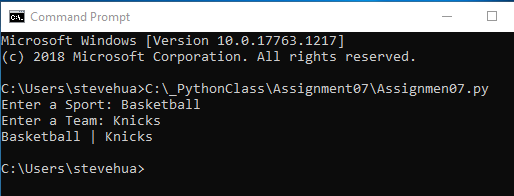 Command Prompt
Microsoft Windows [Version 10.0.17763.1217]
(c) 2018 Microsoft Corporation. All rights reserved.
C:\Users\stevehua>C:\_PythonClass\Assignment07\Assignmen07.py
Enter a Sport: Basketball
Enter a Team: Knicks
Basketball | Knicks
C:\Users\stevehua>